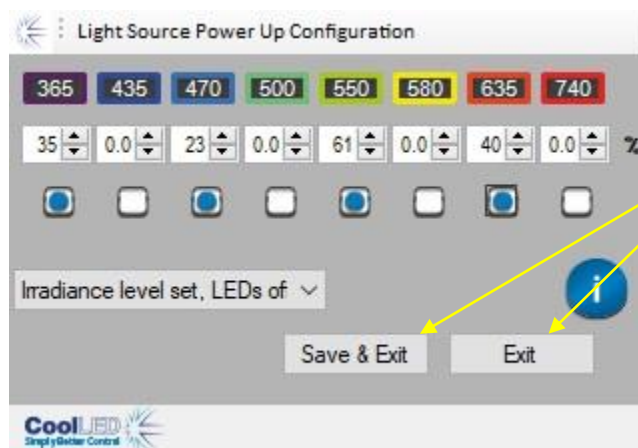 Light Source Power Up Configuration
365 435 470 500 550 580 635 740
35 0.0 23 0.0 61 0.0 40 0.0 %
Irradiance level set, LEDs of
i
Save & Exit Exit
CoolLED
Simply Better Control